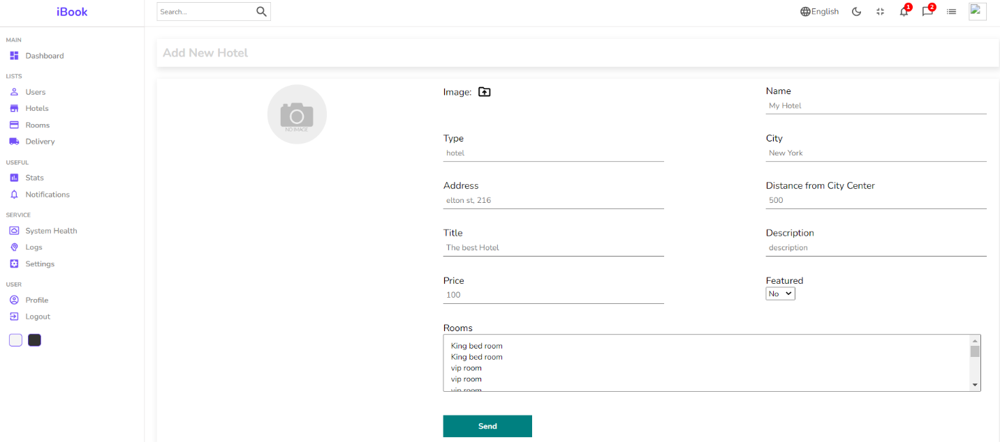 iBook
Search...
English
1
2
MAIN
Dashboard
LISTS
Users
Hotels
Rooms
Delivery
USEFUL
Stats
Notifications
SERVICE
System Health
Logs
Settings
USER
Profile
Logout
Add New Hotel
NO IMAGE
Image:
Name
My Hotel
Type
hotel
City
New York
Address
elton st, 216
Distance from City Center
500
Title
The best Hotel
Description
description
Price
100
Featured
No
Rooms
King bed room
King bed room
vip room
vip room
vip room
Send